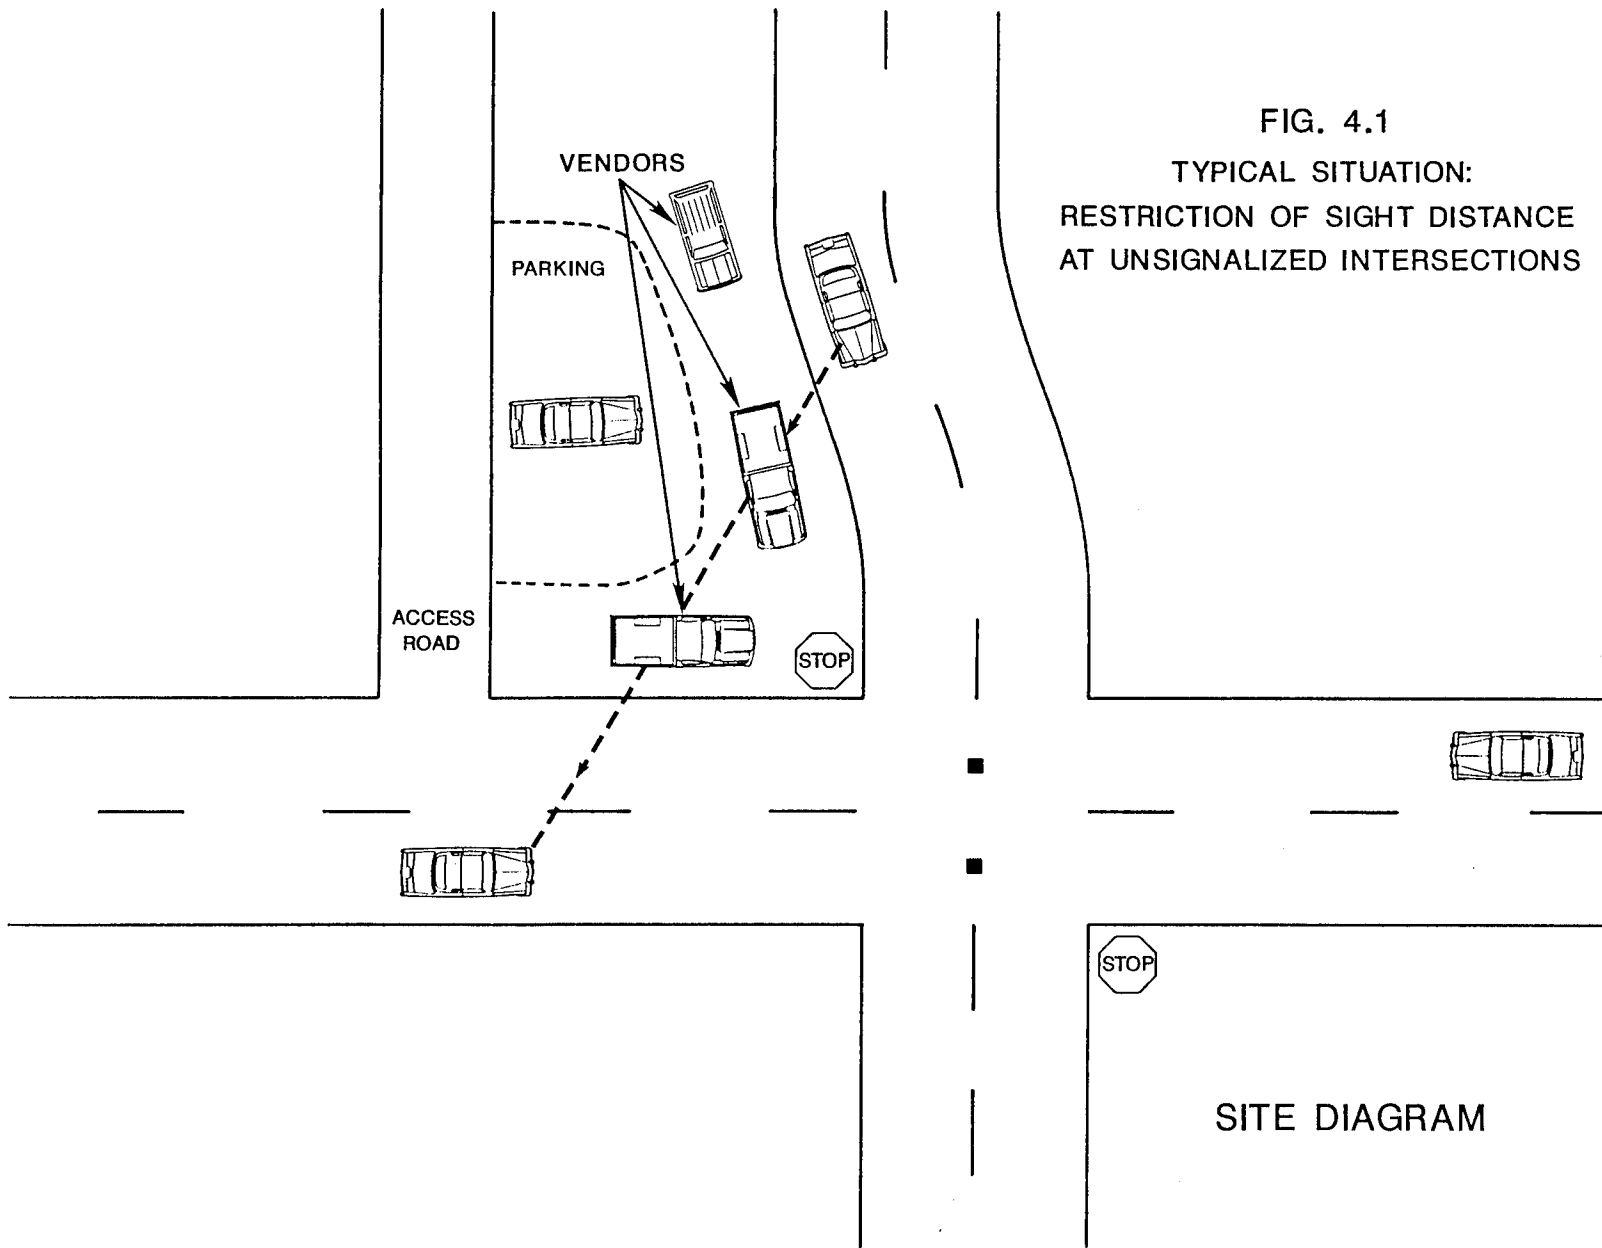 FIG. 4.1
TYPICAL SITUATION:
RESTRICTION OF SIGHT DISTANCE
AT UNSIGNALIZED INTERSECTIONS
VENDORS
PARKING
ACCESS
ROAD
STOP
STOP
SITE DIAGRAM